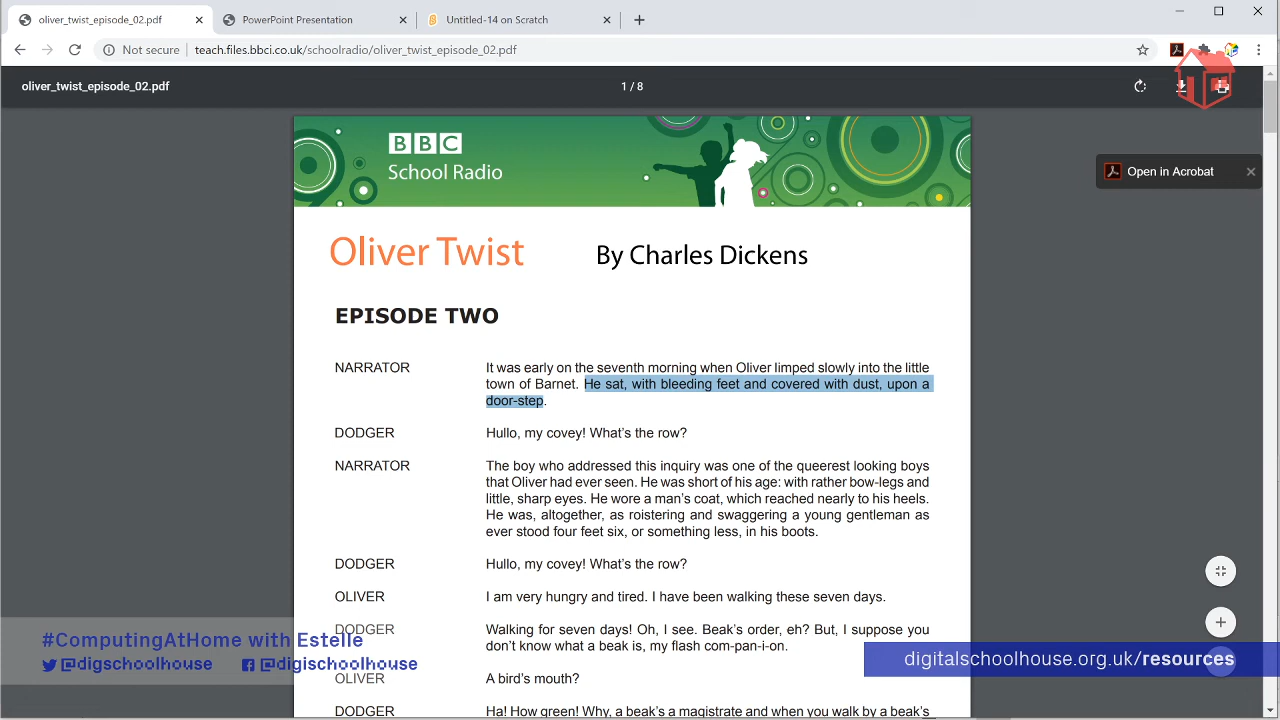 oliver_twist_episode_02.pdf
PowerPoint Presentation
Untitled-14 on Scratch
Not secure
teach.files.bbci.co.uk/schoolradio/oliver_twist_episode_02.pdf
oliver_twist_episode_02.pdf
1 / 8
Open in Acrobat
BBC
School Radio
Oliver Twist By Charles Dickens
EPISODE TWO
NARRATOR It was early on the seventh morning when Oliver limped slowly into the little
town of Barnet. He sat, with bleeding feet and covered with dust, upon a
door-step.
DODGER Hullo, my covey! What's the row?
NARRATOR The boy who addressed this inquiry was one of the queerest looking boys
that Oliver had ever seen. He was short of his age: with rather bow-legs and
little, sharp eyes. He wore a man's coat, which reached nearly to his heels.
He was, altogether, as roistering and swaggering a young gentleman as
ever stood four feet six, or something less, in his boots.
DODGER Hullo, my covey! What's the row?
OLIVER I am very hungry and tired. I have been walking these seven days.
DODGER Walking for seven days! Oh, I see. Beak's order, eh? But, I suppose you
don't know what a beak is, my flash com-pan-i-on.
OLIVER A bird's mouth?
DODGER Ha! How green! Why, a beak's a magistrate and when you walk by a beak's
#ComputingAtHome with Estelle
@digschoolhouse @digischoolhouse
digitalschoolhouse.org.uk/resources